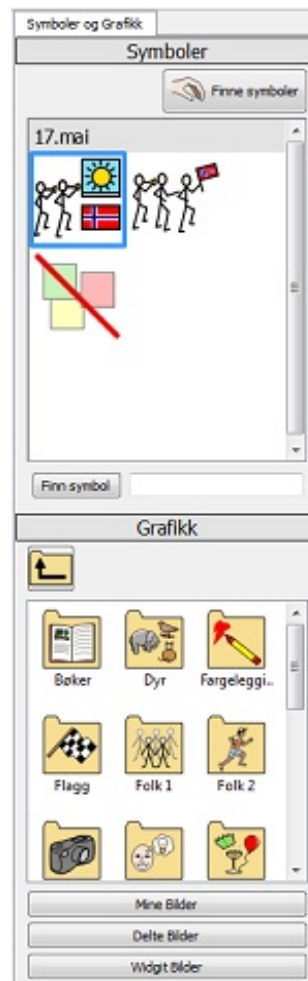 Symboler og Grafikk
Symboler
Finne symboler
17.mai
Finn symbol
Grafikk
Bøker Dyr Fargeleggi..
Flagg Folk 1 Folk 2
Mine Bilder
Delte Bilder
Widgit Bilder